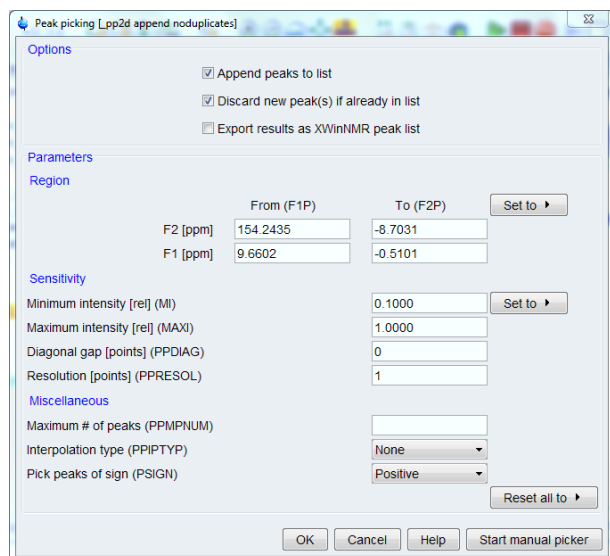 Peak picking [_pp2d append noduplicates]
Options
Append peaks to list
Discard new peak(s) if already in list
Export results as XWinNMR peak list
Parameters
Region
From (F1P) To (F2P) Set to
F2 [ppm] 154.2435 -8.7031
F1 [ppm] 9.6602 -0.5101
Sensitivity
Minimum intensity [rel] (MI) 0.1000 Set to
Maximum intensity [rel] (MAXI) 1.0000
Diagonal gap [points] (PPDIAG) 0
Resolution [points] (PPRESOL) 1
Miscellaneous
Maximum # of peaks (PPMPNUM)
Interpolation type (PPIPTYP) None
Pick peaks of sign (PSIGN) Positive
Reset all to
OK Cancel Help Start manual picker